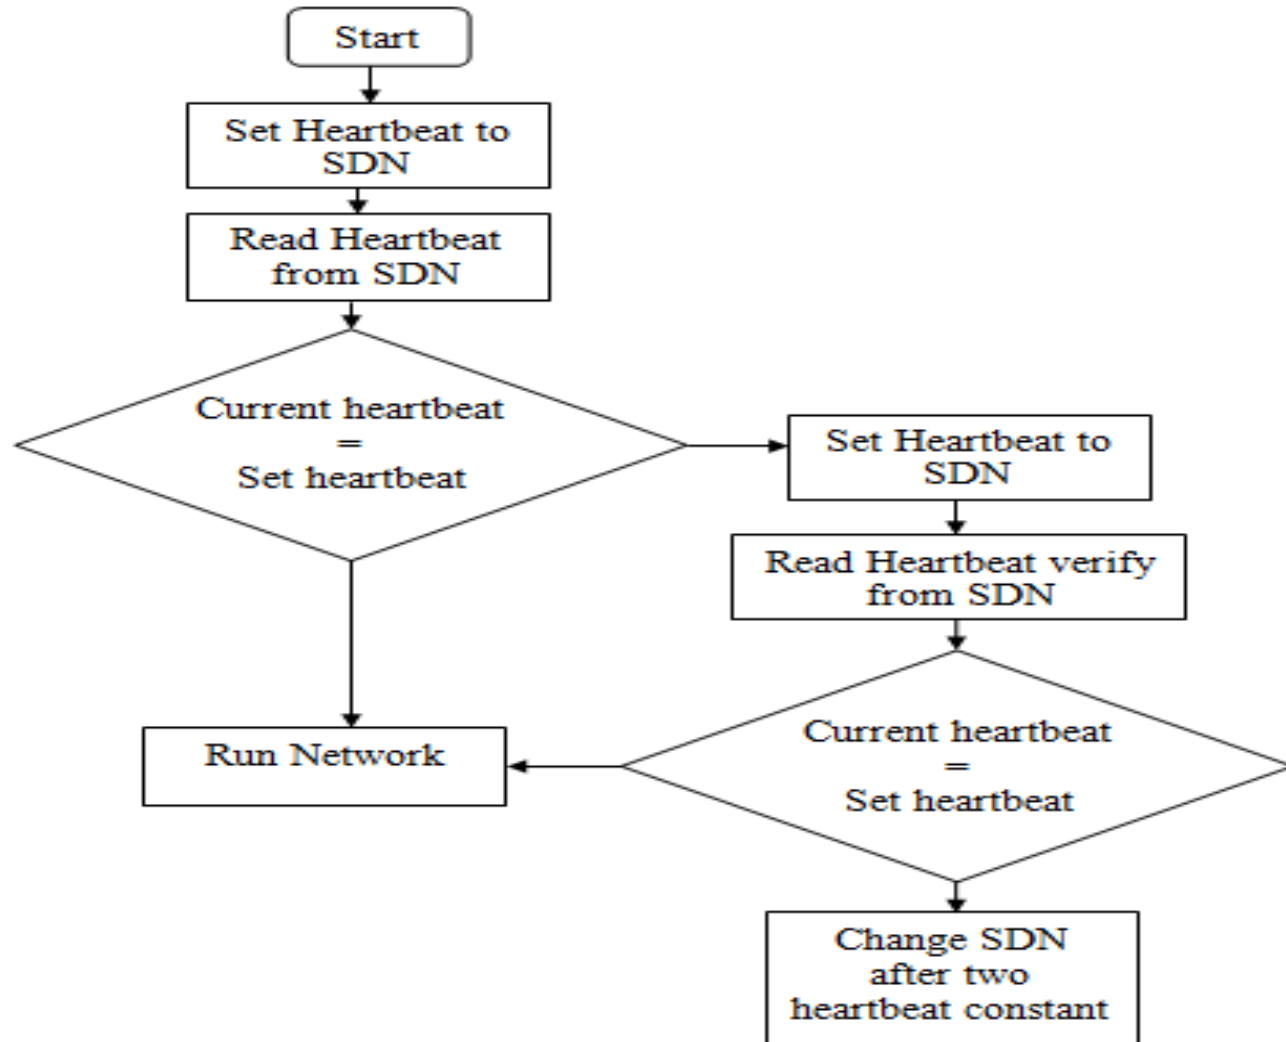 Start
Set Heartbeat to
SDN
Read Heartbeat
from SDN
Current heartbeat
=
Set heartbeat
Set Heartbeat to
SDN
Read Heartbeat verify
from SDN
Current heartbeat
=
Set heartbeat
Run Network
Change SDN
after two
heartbeat constant